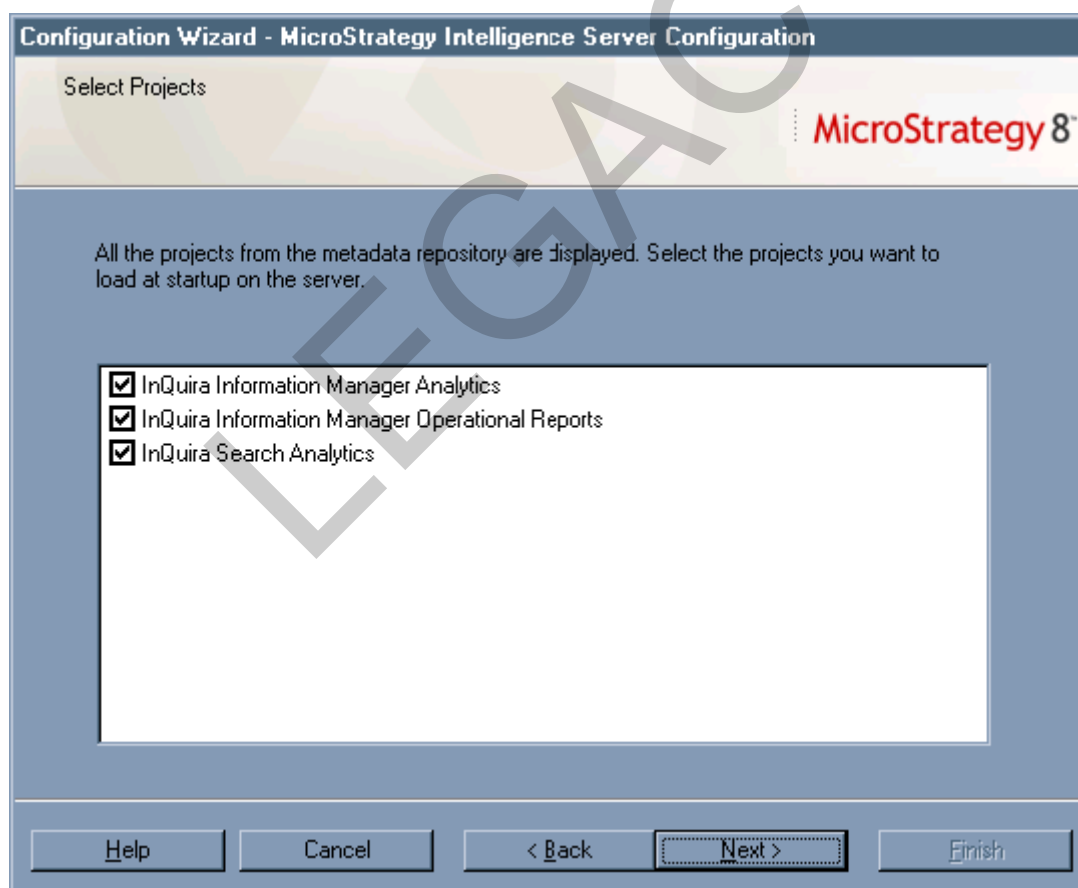 Configuration Wizard - MicroStrategy Intelligence Server Configuration
Select Projects
MicroStrategy 8™
All the projects from the metadata repository are displayed. Select the projects you want to
load at startup on the server.
InQuira Information Manager Analytics
InQuira Information Manager Operational Reports
InQuira Search Analytics
Help Cancel < Back Next > Finish
LEGAC